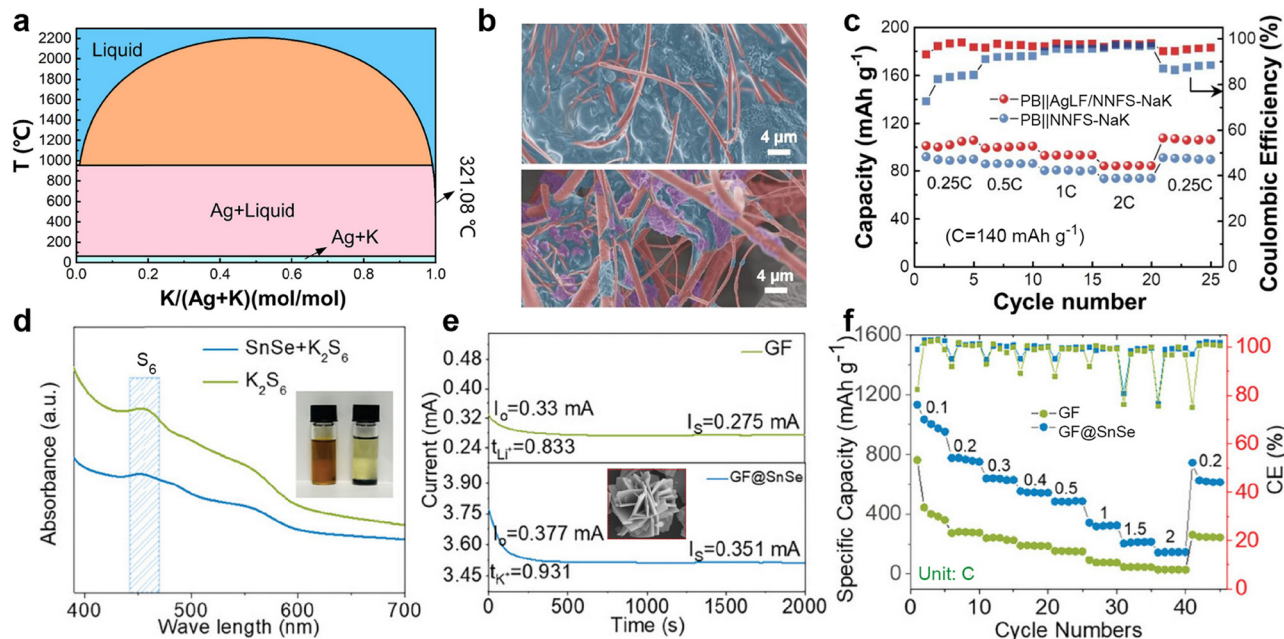 a
2200
2000
1800
1600
1400
1200
1000
800
600
400
200
0
T (℃)
Liquid
Ag+Liquid
Ag+K
321.08 ℃
0.0 0.2 0.4 0.6 0.8 1.0
K/(Ag+K)(mol/mol)
b
4 μm
4 μm
c
Capacity (mAh g⁻¹)
200
160
120
80
40
0
PB||AgLF/NNFS-NaK
PB||NNFS-NaK
0.25C 0.5C 1C 2C 0.25C
(C=140 mAh g⁻¹)
0 5 10 15 20 25
Cycle number
100
80
60
40
20
0
Coulombic Efficiency (%)
d
Absorbance (a.u.)
S₆
SnSe+K₂S₆
K₂S₆
400 500 600 700
Wave length (nm)
e
Current (mA)
0.48
0.40
0.32
0.24
GF
I₀=0.33 mA
Iₛ=0.275 mA
t_Li⁺=0.833
3.90
3.75
3.60
3.45
GF@SnSe
I₀=0.377 mA
Iₛ=0.351 mA
t_K⁺=0.931
0 500 1000 1500 2000
Time (s)
f
Specific Capacity (mAh g⁻¹)
1600
1200
800
400
0
0.1
0.2
0.3
0.4
0.5
1
1.5
2
0.2
GF
GF@SnSe
Unit: C
0 10 20 30 40
Cycle Numbers
100
80
60
40
20
0
CE (%)